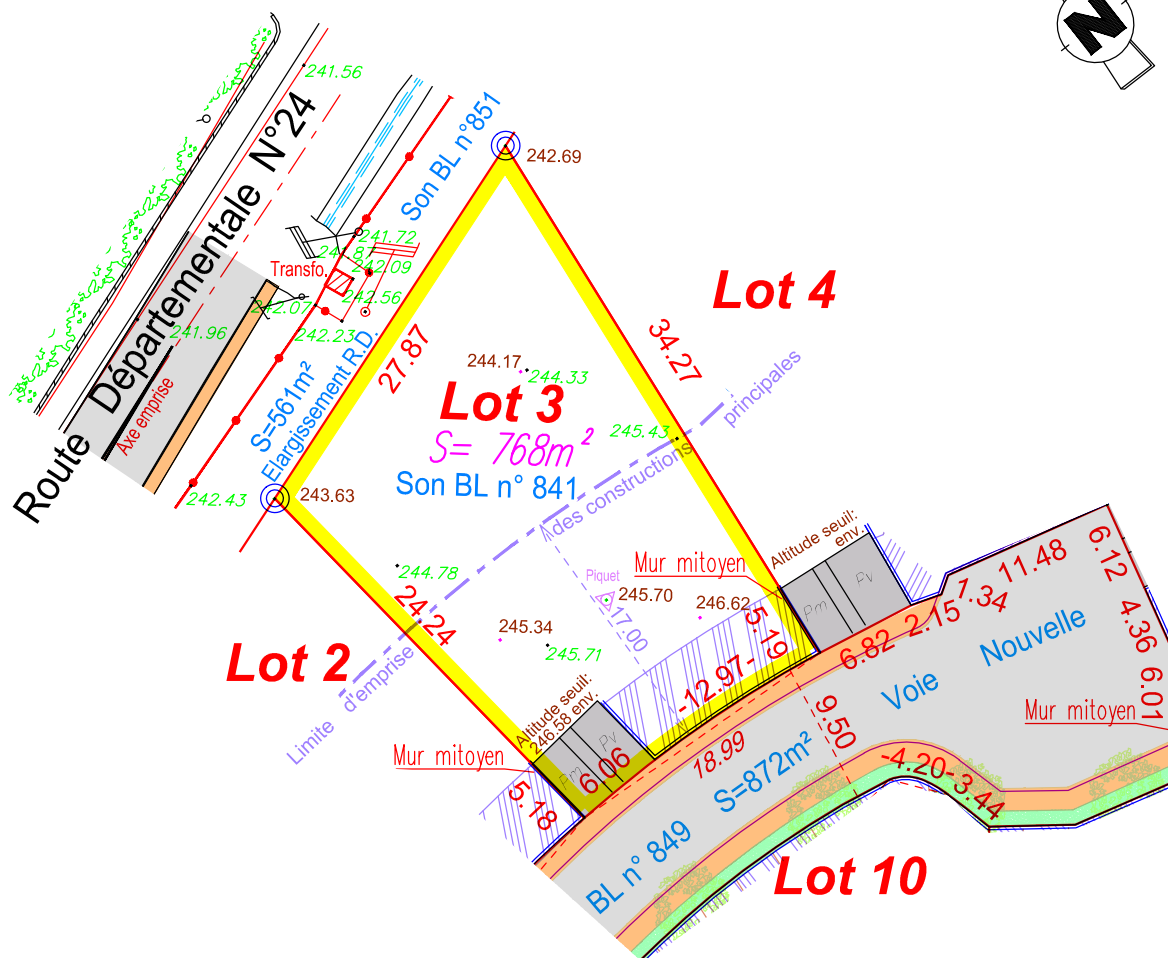 N
241.56
Route Départementale N°24
Son BL n°851
242.69
241.72
241.87
242.09
Transfo.
242.56
242.07
242.23
241.96
Axe emprise
S=561m²
Elargissement R.D.
27.87
34.27
Lot 4
244.17
244.33
Lot 3
S= 768m²
Son BL n° 841
245.43
242.43
243.63
Limite d'emprise des constructions principales
244.78
24.24
Lot 2
Piquet
245.70
17.00
246.62
245.34
245.71
Mur mitoyen
Altitude seuil:
env.
Pm
Pv
5.19
-12.97-
6.82
2.15
1.34
11.48
6.12
4.36
6.01
Voie Nouvelle
Mur mitoyen
9.50
Altitude seuil:
246.58 env.
Pm
Pv
6.06
Mur mitoyen
5.18
18.99
S=872m²
BL n° 849
-4.20-
3.44
Lot 10